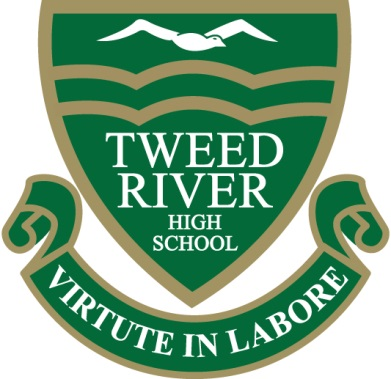 TWEED
RIVER
HIGH
SCHOOL
VIRTUTE IN LABORE